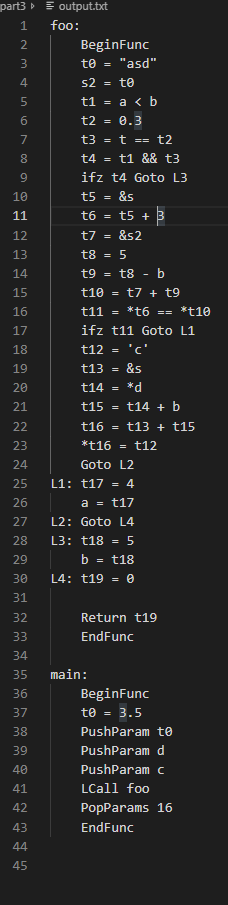 part3 > output.txt
1 foo:
2 BeginFunc
3 t0 = "asd"
4 s2 = t0
5 t1 = a < b
6 t2 = 0.3
7 t3 = t == t2
8 t4 = t1 && t3
9 ifz t4 Goto L3
10 t5 = &s
11 t6 = t5 + 3
12 t7 = &s2
13 t8 = 5
14 t9 = t8 - b
15 t10 = t7 + t9
16 t11 = *t6 == *t10
17 ifz t11 Goto L1
18 t12 = 'c'
19 t13 = &s
20 t14 = *d
21 t15 = t14 + b
22 t16 = t13 + t15
23 *t16 = t12
24 Goto L2
25 L1: t17 = 4
26 a = t17
27 L2: Goto L4
28 L3: t18 = 5
29 b = t18
30 L4: t19 = 0
31
32 Return t19
33 EndFunc
34
35 main:
36 BeginFunc
37 t0 = 3.5
38 PushParam t0
39 PushParam d
40 PushParam c
41 LCall foo
42 PopParams 16
43 EndFunc
44
45